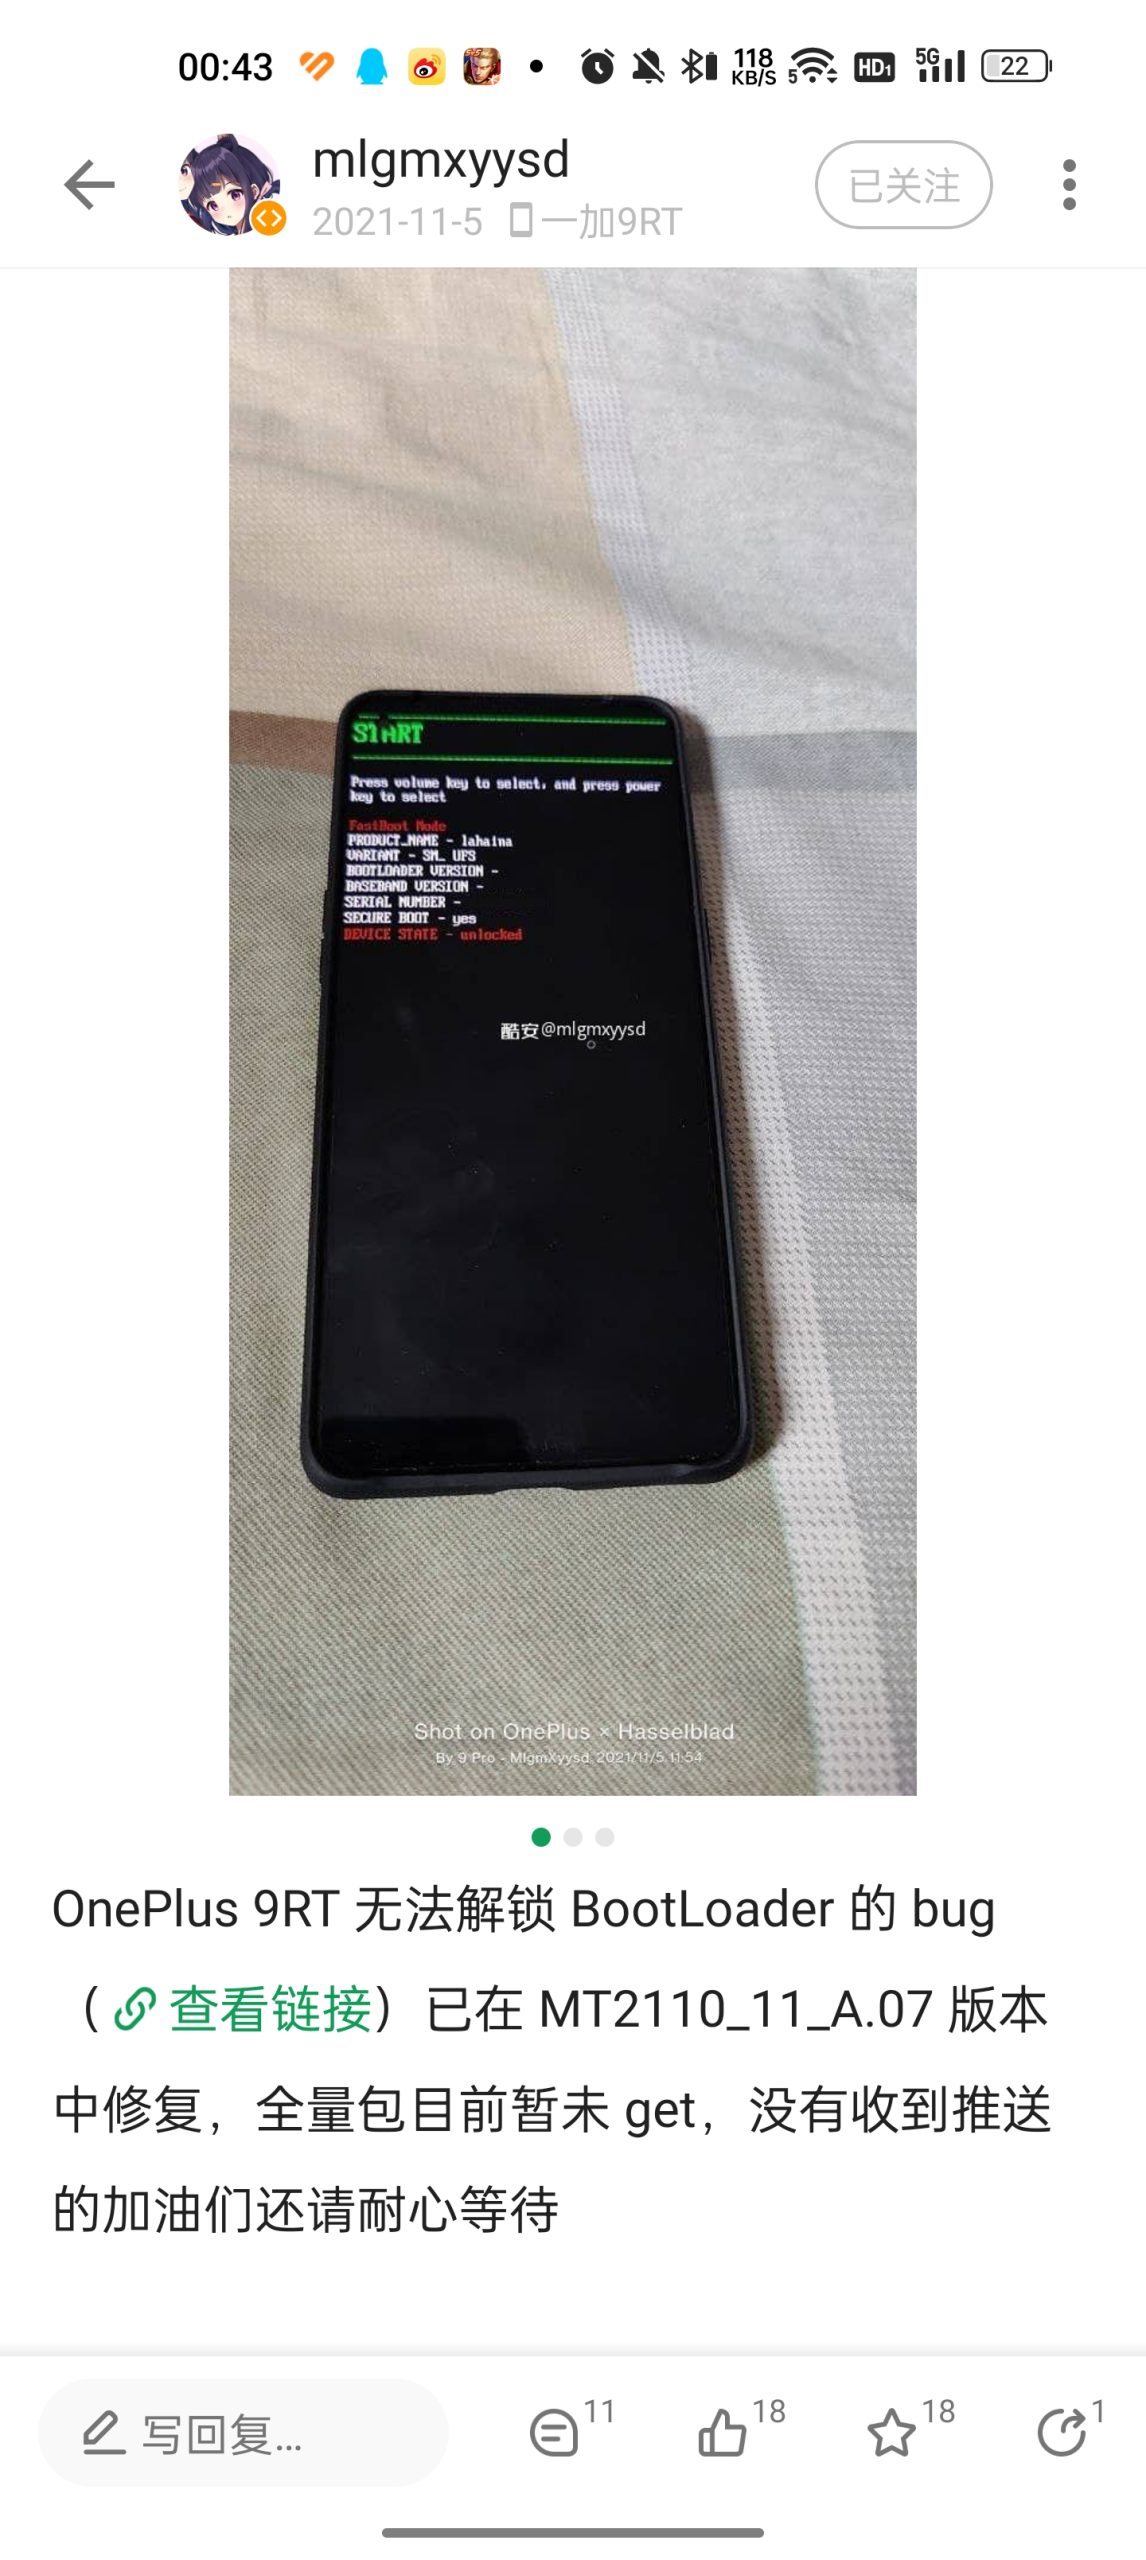 00:43 118 KB/S 5 HD1 5G 22
mlgmxyysd
已关注
2021-11-5 一加9RT
START
Press volume key to select, and press power
key to select
FastBoot Mode
PRODUCT_NAME - lahaina
VARIANT - SM_ UFS
BOOTLOADER VERSION -
BASEBAND VERSION -
SERIAL NUMBER -
SECURE BOOT - yes
DEVICE STATE - unlocked
酷安@mlgmxyysd
Shot on OnePlus × Hasselblad
By 9 Pro - MlgmXyysd 2021/11/5 11:54
OnePlus 9RT 无法解锁 BootLoader 的 bug
（查看链接）已在 MT2110_11_A.07 版本
中修复，全量包目前暂未 get，没有收到推送
的加油们还请耐心等待
写回复...
11
18
18
1